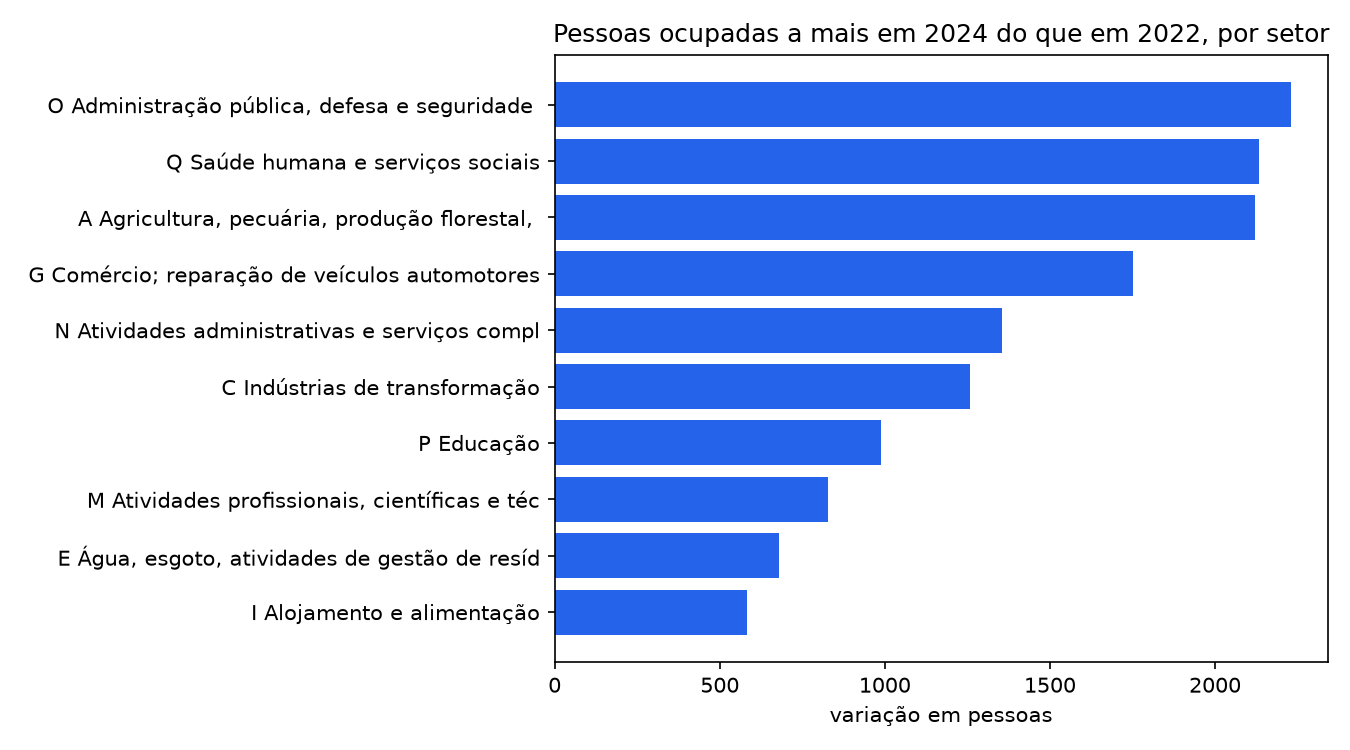 Pessoas ocupadas a mais em 2024 do que em 2022, por setor
O Administração pública, defesa e seguridade
Q Saúde humana e serviços sociais
A Agricultura, pecuária, produção florestal,
G Comércio; reparação de veículos automotores
N Atividades administrativas e serviços compl
C Indústrias de transformação
P Educação
M Atividades profissionais, científicas e téc
E Água, esgoto, atividades de gestão de resíd
I Alojamento e alimentação
0 500 1000 1500 2000
variação em pessoas